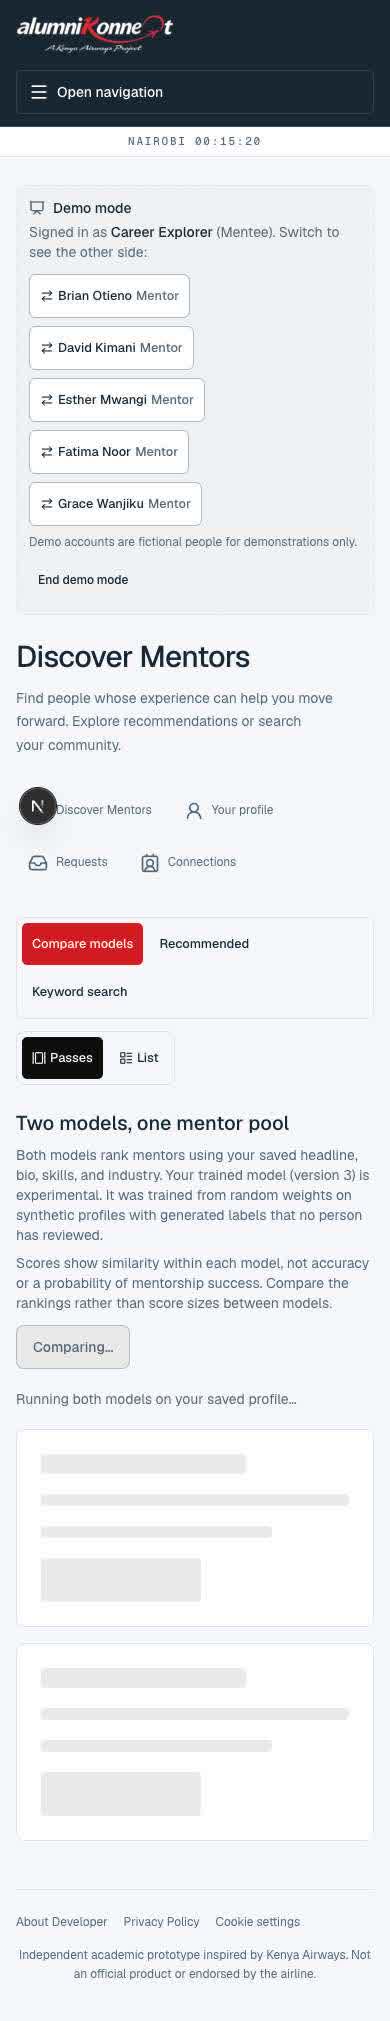 alumniKonnect
A Kenya Airways Project
Open navigation
NAIROBI 00:15:20
Demo mode
Signed in as Career Explorer (Mentee). Switch to
see the other side:
Brian Otieno Mentor
David Kimani Mentor
Esther Mwangi Mentor
Fatima Noor Mentor
Grace Wanjiku Mentor
Demo accounts are fictional people for demonstrations only.
End demo mode
Discover Mentors
Find people whose experience can help you move
forward. Explore recommendations or search
your community.
N
Discover Mentors
Your profile
Requests
Connections
Compare models
Recommended
Keyword search
Passes
List
Two models, one mentor pool
Both models rank mentors using your saved headline,
bio, skills, and industry. Your trained model (version 3) is
experimental. It was trained from random weights on
synthetic profiles with generated labels that no person
has reviewed.
Scores show similarity within each model, not accuracy
or a probability of mentorship success. Compare the
rankings rather than score sizes between models.
Comparing…
Running both models on your saved profile…
About Developer
Privacy Policy
Cookie settings
Independent academic prototype inspired by Kenya Airways. Not
an official product or endorsed by the airline.